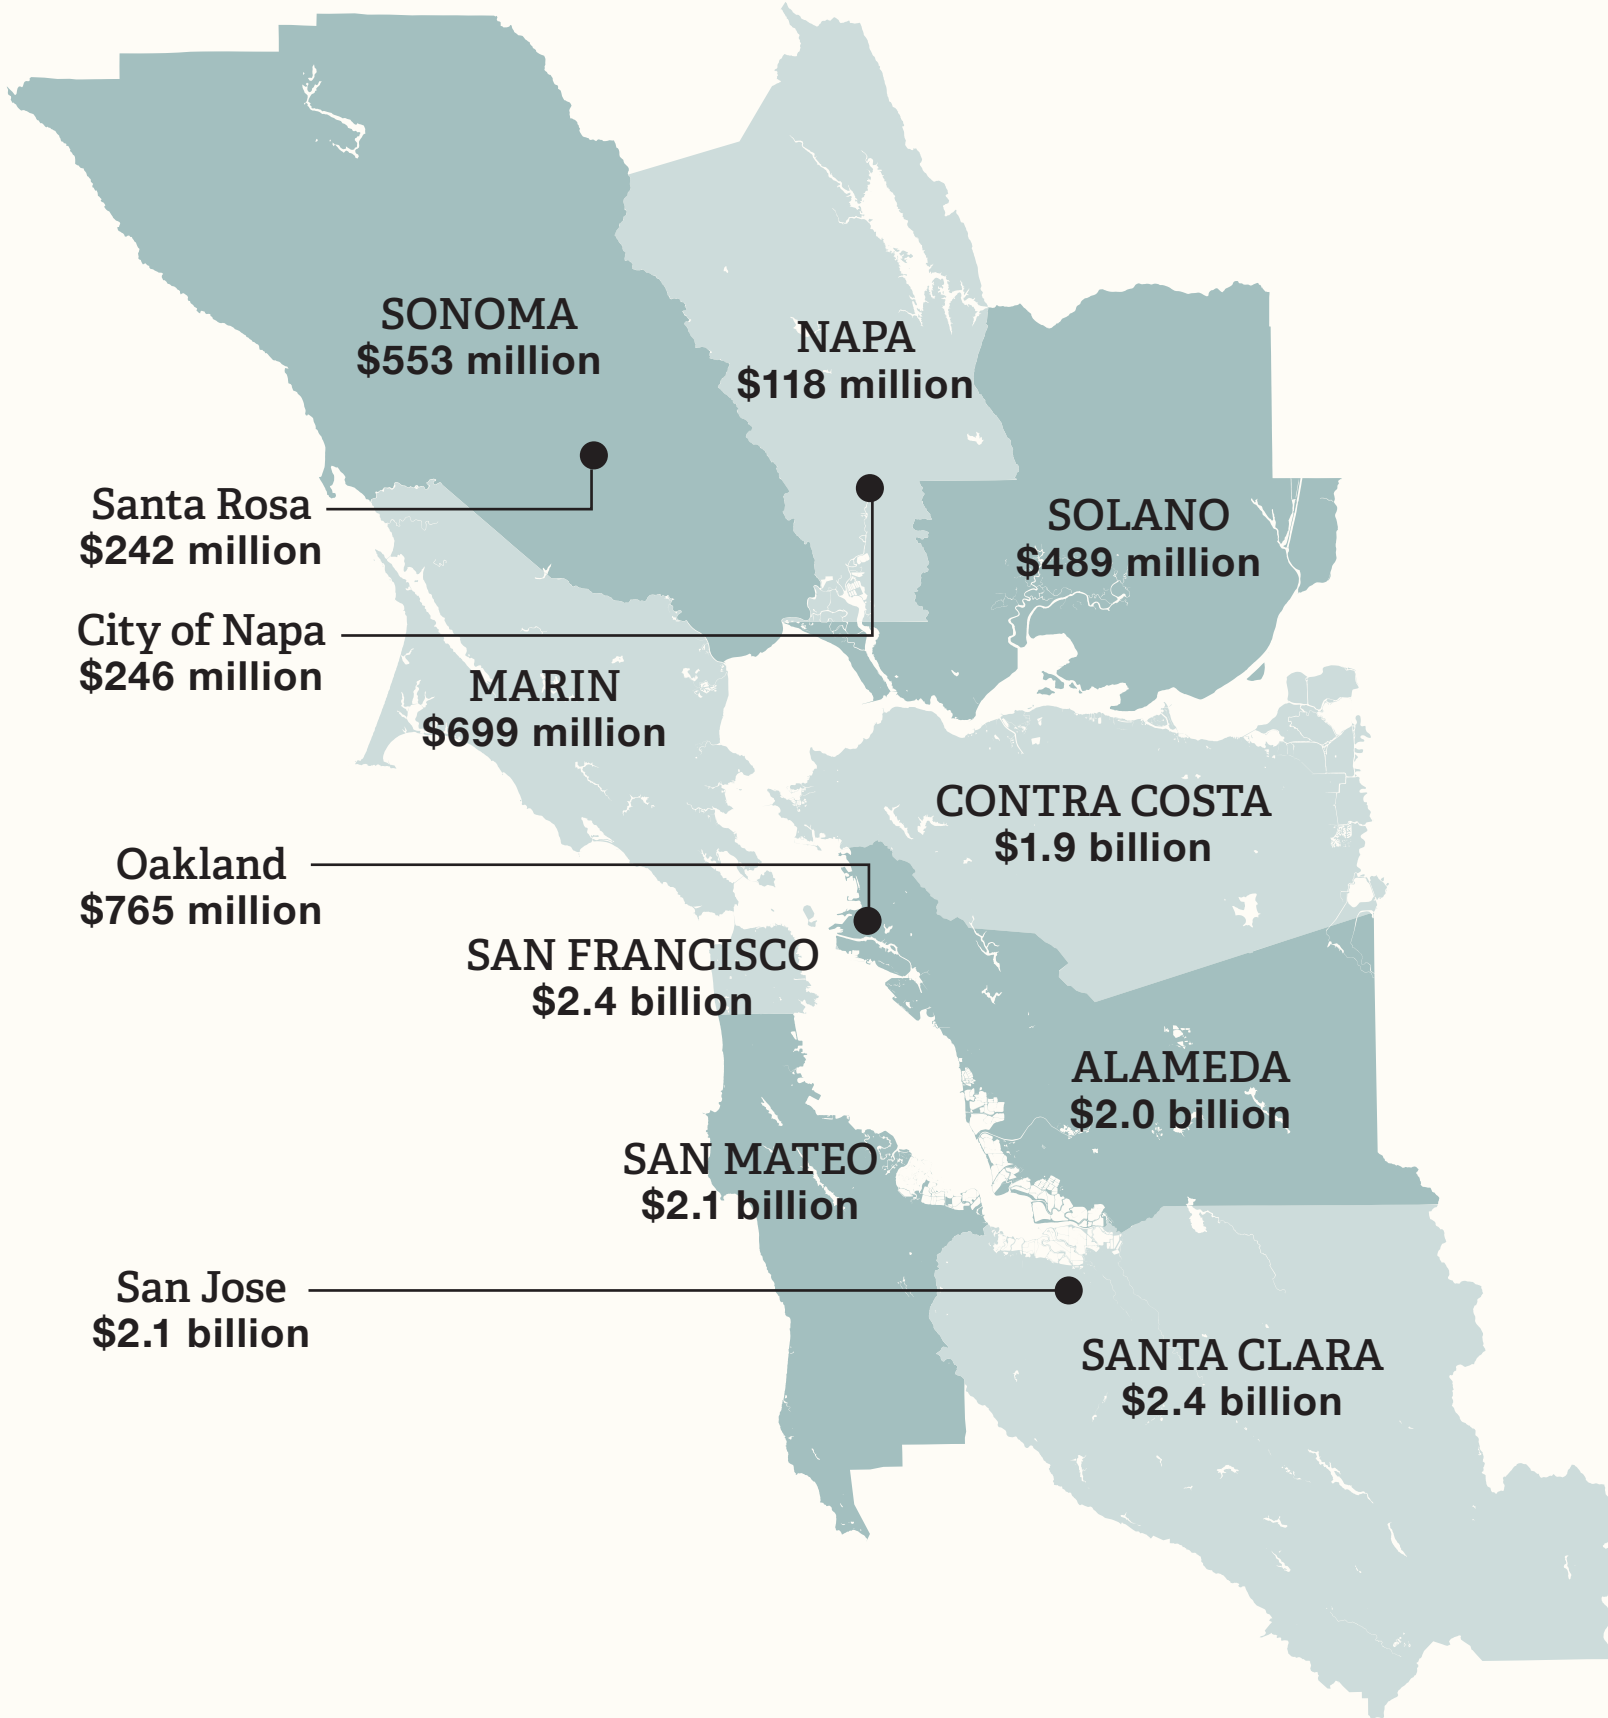 SONOMA
$553 million
NAPA
$118 million
Santa Rosa
$242 million
SOLANO
$489 million
City of Napa
$246 million
MARIN
$699 million
CONTRA COSTA
$1.9 billion
Oakland
$765 million
SAN FRANCISCO
$2.4 billion
ALAMEDA
$2.0 billion
SAN MATEO
$2.1 billion
San Jose
$2.1 billion
SANTA CLARA
$2.4 billion